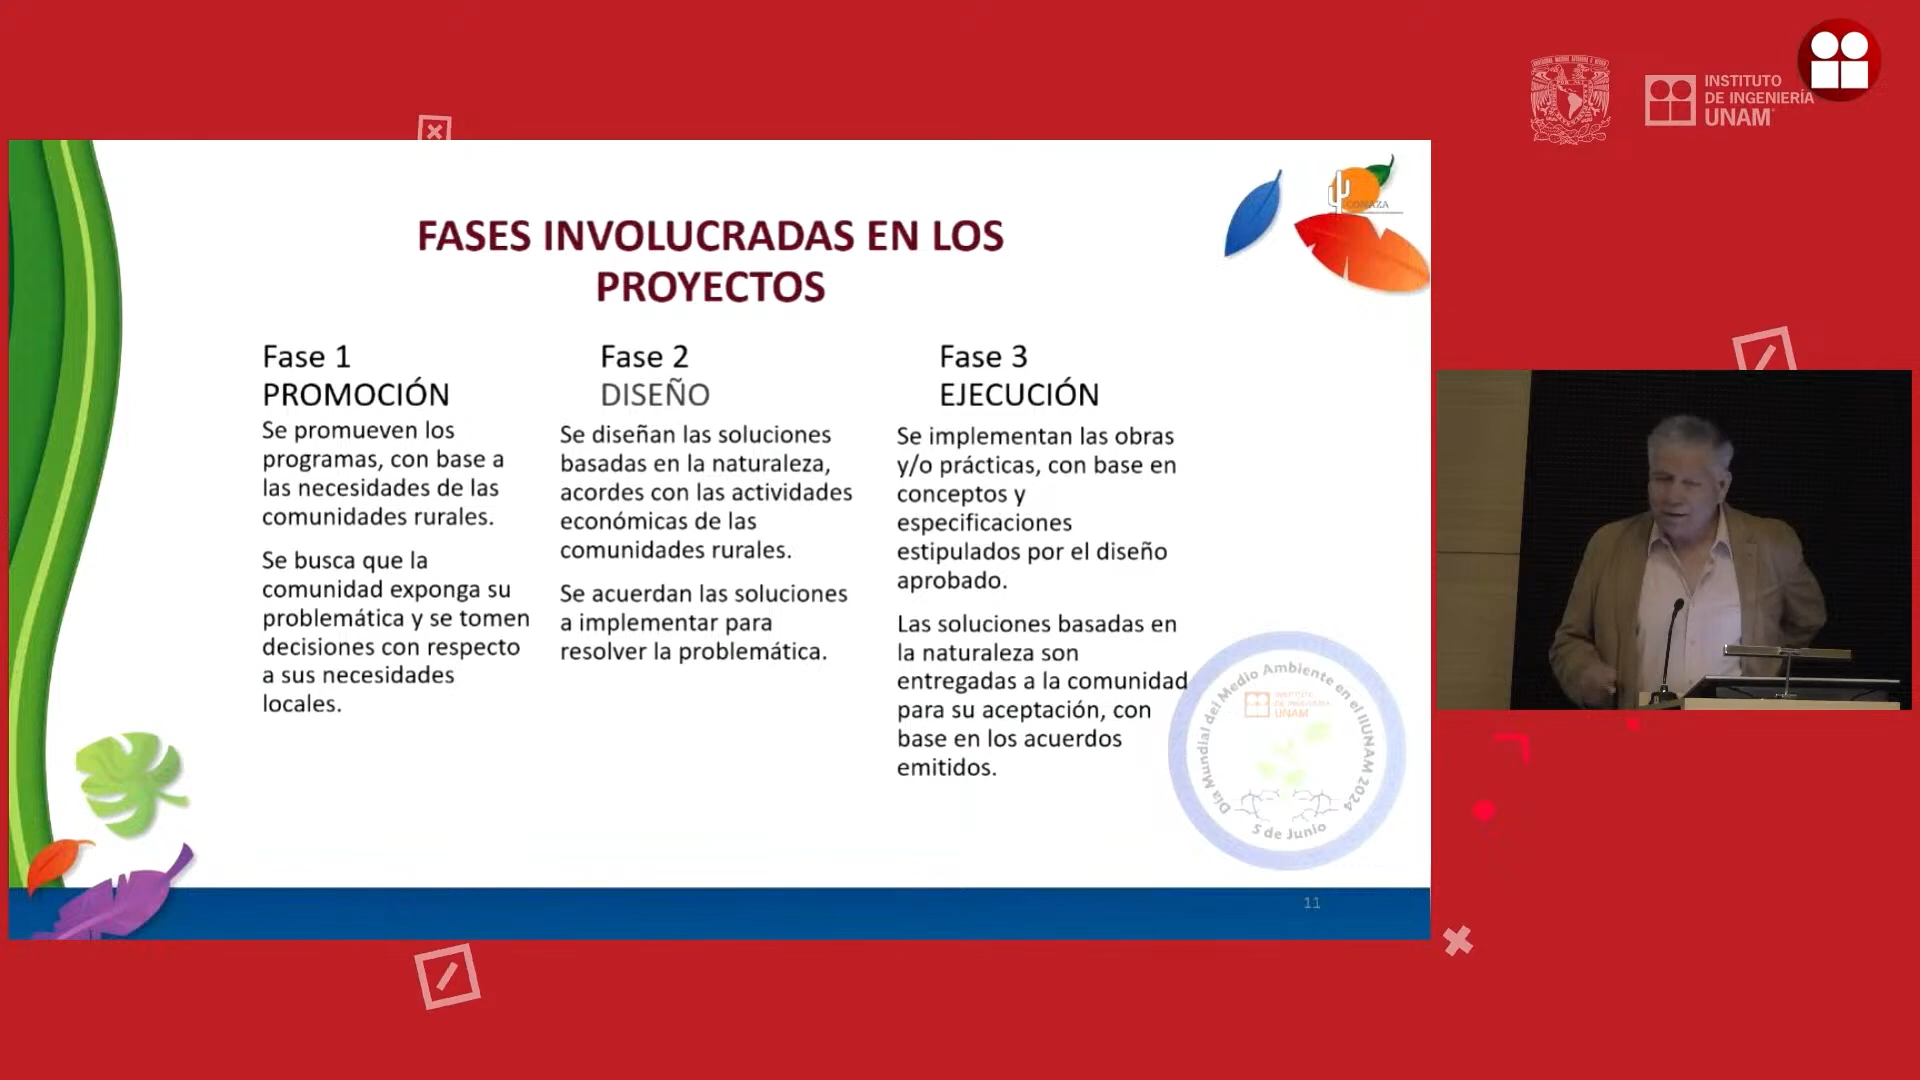 INSTITUTO
DE INGENIERÍA
UNAM
CONAZA
FASES INVOLUCRADAS EN LOS
PROYECTOS
Fase 1
PROMOCIÓN
Se promueven los
programas, con base a
las necesidades de las
comunidades rurales.
Se busca que la
comunidad exponga su
problemática y se tomen
decisiones con respecto
a sus necesidades
locales.
Fase 2
DISEÑO
Se diseñan las soluciones
basadas en la naturaleza,
acordes con las actividades
económicas de las
comunidades rurales.
Se acuerdan las soluciones
a implementar para
resolver la problemática.
Fase 3
EJECUCIÓN
Se implementan las obras
y/o prácticas, con base en
conceptos y
especificaciones
estipulados por el diseño
aprobado.
Las soluciones basadas en
la naturaleza son
entregadas a la comunidad
para su aceptación, con
base en los acuerdos
emitidos.
Día Mundial del Medio Ambiente en el IIUNAM 2024
INSTITUTO
DE INGENIERÍA
UNAM
5 de Junio
11